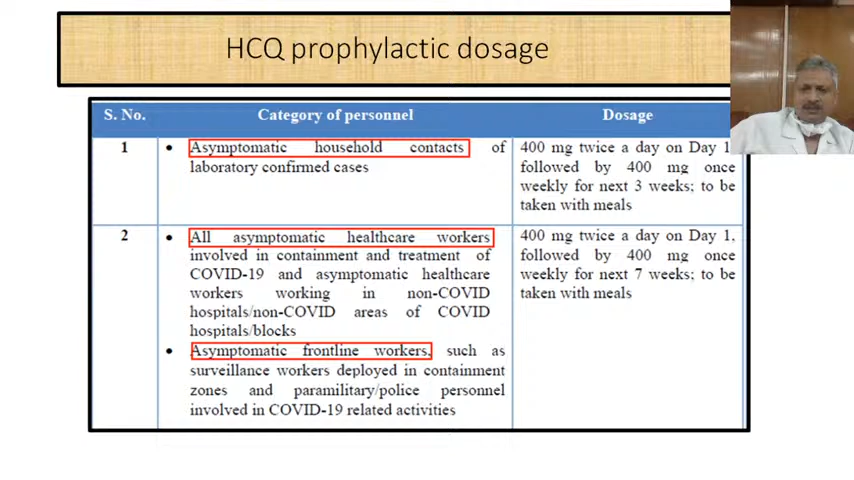 HCQ prophylactic dosage
S. No. Category of personnel Dosage
1 • Asymptomatic household contacts of
laboratory confirmed cases
400 mg twice a day on Day 1
followed by 400 mg once
weekly for next 3 weeks; to be
taken with meals
2 • All asymptomatic healthcare workers
involved in containment and treatment of
COVID-19 and asymptomatic healthcare
workers working in non-COVID
hospitals/non-COVID areas of COVID
hospitals/blocks
• Asymptomatic frontline workers, such as
surveillance workers deployed in containment
zones and paramilitary/police personnel
involved in COVID-19 related activities
400 mg twice a day on Day 1,
followed by 400 mg once
weekly for next 7 weeks; to be
taken with meals